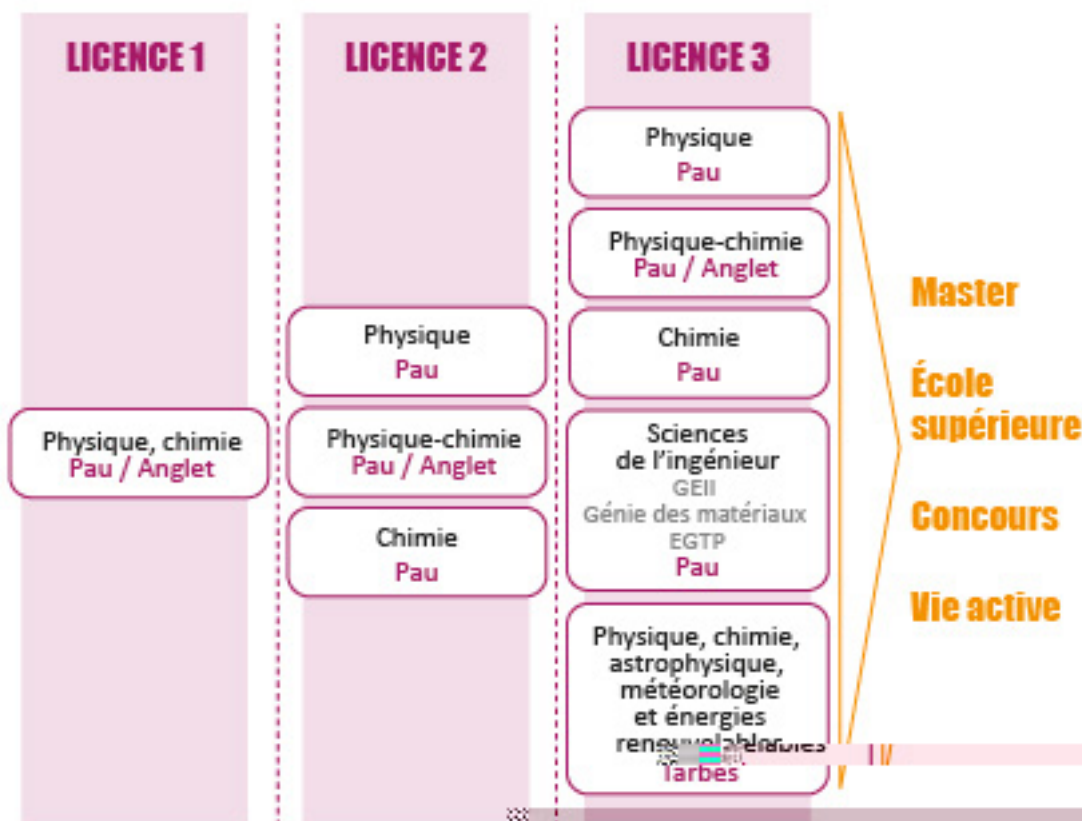 LICENCE 1
Physique, chimie
Pau / Anglet
LICENCE 2
Physique
Pau
Physique-chimie
Pau / Anglet
Chimie
Pau
LICENCE 3
Physique
Pau
Physique-chimie
Pau / Anglet
Chimie
Pau
Sciences
de l'ingénieur
GEII
Génie des matériaux
EGTP
Pau
Physique, chimie,
astrophysique,
météorologie
et énergies
Tarbes
Master
École
supérieure
Concours
Vie active